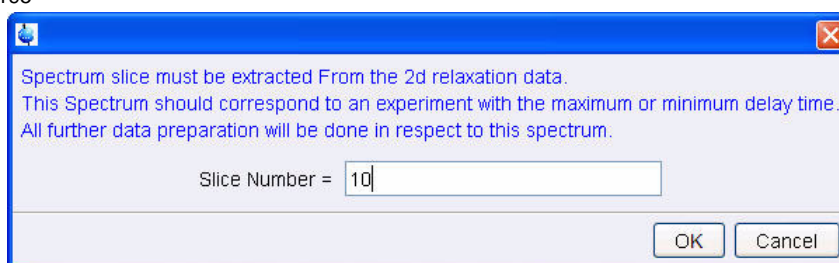 Spectrum slice must be extracted From the 2d relaxation data.
This Spectrum should correspond to an experiment with the maximum or minimum delay time.
All further data preparation will be done in respect to this spectrum.
Slice Number = 10
OK Cancel